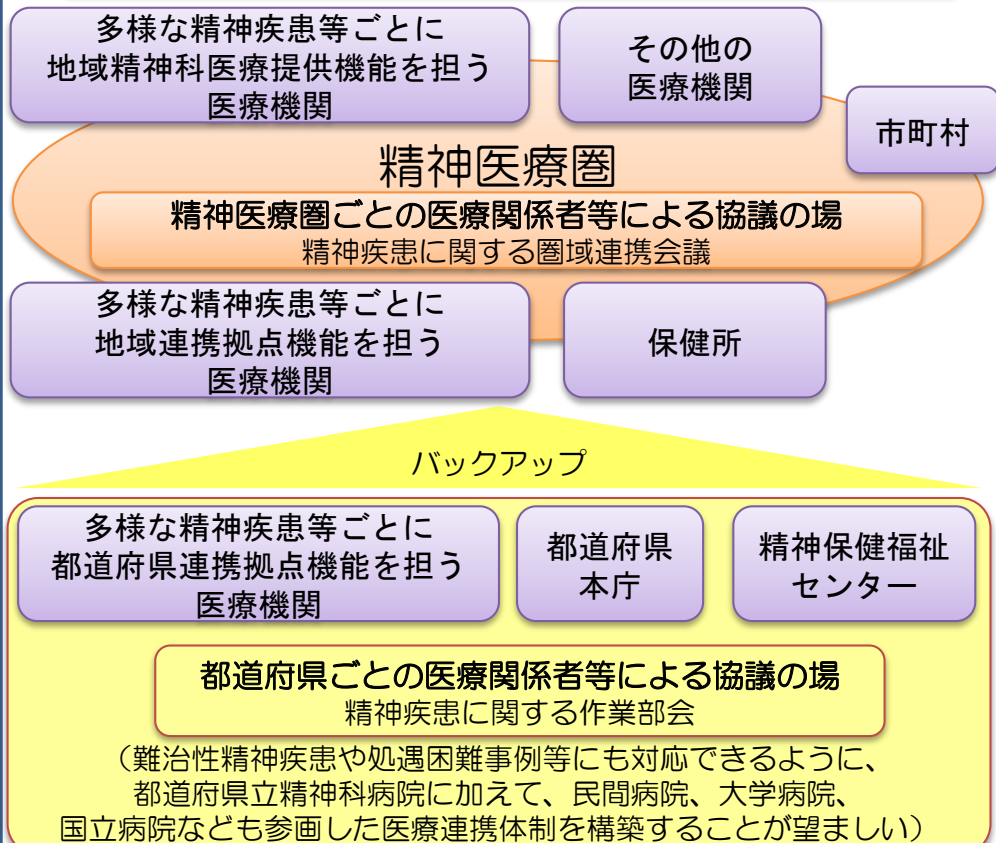 多様な精神疾患等ごとに
地域精神科医療提供機能を担う
医療機関
その他の
医療機関
市町村
精神医療圏
精神医療圏ごとの医療関係者等による協議の場
精神疾患に関する圏域連携会議
多様な精神疾患等ごとに
地域連携拠点機能を担う
医療機関
保健所
バックアップ
多様な精神疾患等ごとに
都道府県連携拠点機能を担う
医療機関
都道府県
本庁
精神保健福祉
センター
都道府県ごとの医療関係者等による協議の場
精神疾患に関する作業部会
（難治性精神疾患や処遇困難事例等にも対応できるように、
都道府県立精神科病院に加えて、民間病院、大学病院、
国立病院なども参画した医療連携体制を構築することが望ましい）